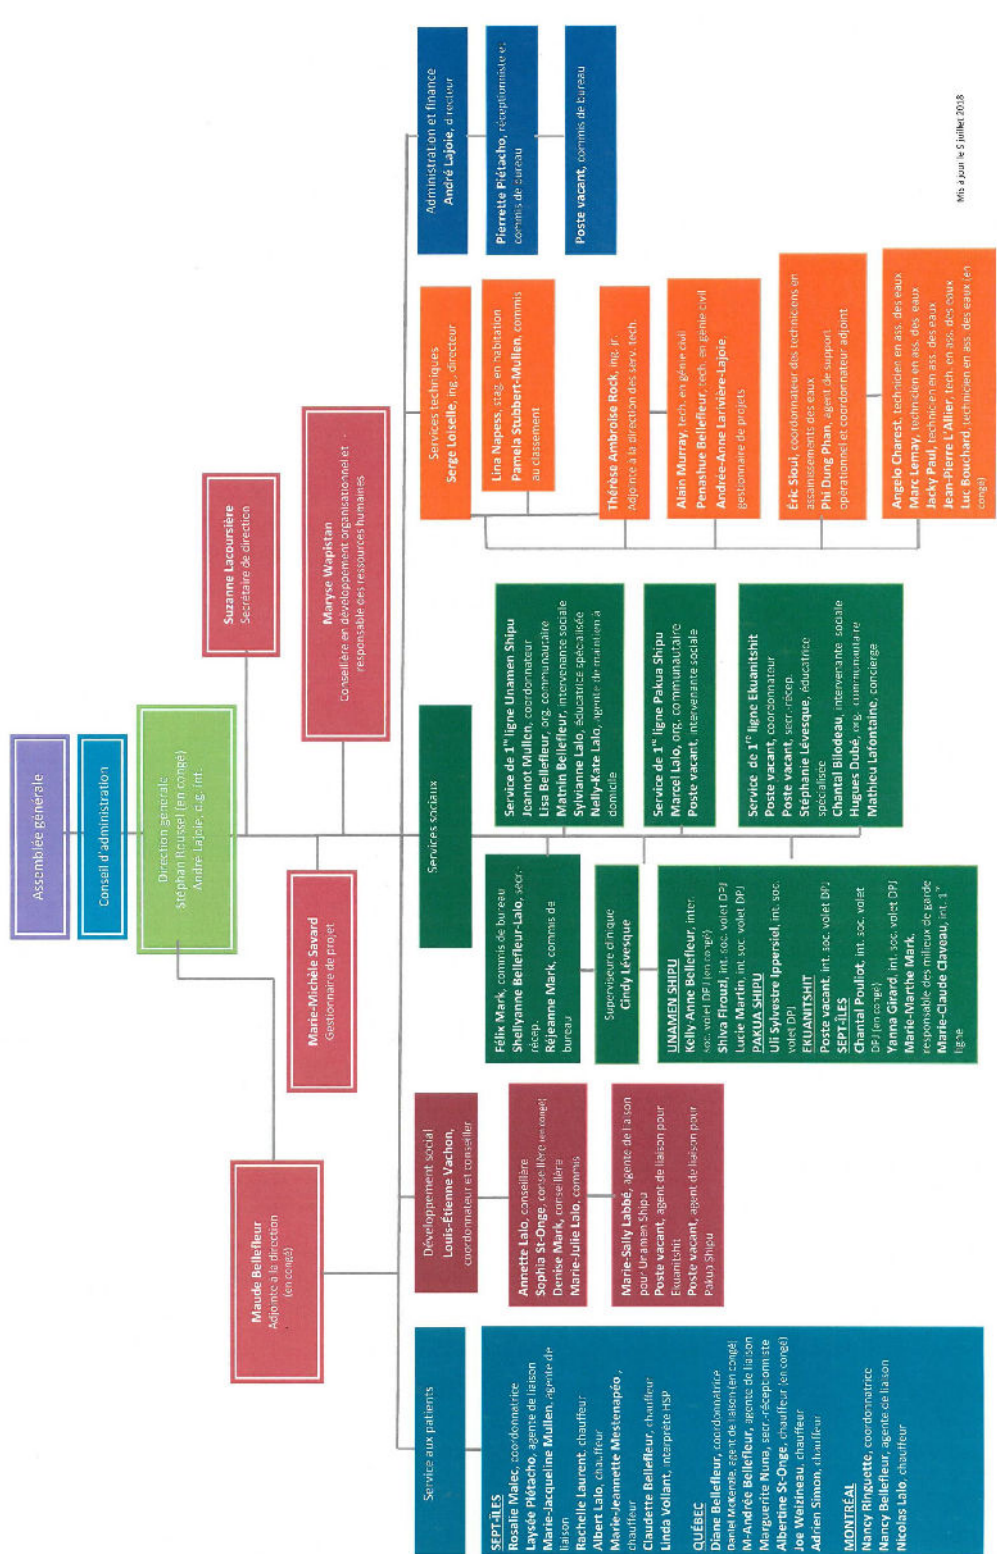 Assemblée générale
Conseil d'administration
Direction générale
Stéphan Roussel (en congé)
André Lajoie, d.g. int.
Maude Bellefleur
Adjointe à la direction
(en congé)
Marie-Michèle Savard
Gestionnaire de projet
Suzanne Lacoursière
Secrétaire de direction
Maryse Wapistan
Conseillère en développement organisationnel et
responsable des ressources humaines
Service aux patients
SEPT-ÎLES
Rosalie Malec, coordonnatrice
Laysée Piétacho, agente de liaison
Marie-Jacqueline Mullen, agente de
liaison
Rachelle Laurent, chauffeur
Albert Lalo, chauffeur
Marie-Jeannette Mestenapéo,
chauffeur
Claudette Bellefleur, chauffeur
Linda Vollant, interprète HSP
QUÉBEC
Diane Bellefleur, coordonnatrice
Daniel McKenzie, agent de liaison (en congé)
M-Andrée Bellefleur, agente de liaison
Marguerite Nuna, secr.-réceptionniste
Albertine St-Onge, chauffeur (en congé)
Joe Weizineau, chauffeur
Adrien Simon, chauffeur
MONTRÉAL
Nancy Ringuette, coordonnatrice
Nancy Bellefleur, agente de liaison
Nicolas Lalo, chauffeur
Développement social
Louis-Étienne Vachon,
coordonnateur et conseiller
Annette Lalo, conseillère
Sophia St-Onge, conseillère (en congé)
Denise Mark, conseillère
Marie-Julie Lalo, commis
Marie-Sally Labbé, agente de liaison
pour Unamen Shipu
Poste vacant, agent de liaison pour
Ekuanitshit
Poste vacant, agent de liaison pour
Pakua Shipu
Services sociaux
Félix Mark, commis de bureau
Shellyanne Bellefleur-Lalo, secr.
récep.
Réjeanne Mark, commis de
bureau
Superviseure clinique
Cindy Lévesque
UNAMEN SHIPU
Kelly Anne Bellefleur, inter.
soc. volet DPJ (en congé)
Shiva Firouzi, int. soc. volet DPJ
Lucie Martin, int. soc. volet DPJ
PAKUA SHIPU
Uli Sylvestre Ippersiel, int. soc.
volet DPJ
EKUANITSHIT
Poste vacant, int. soc. volet DPJ
SEPT-ÎLES
Chantal Pouliot, int. soc. volet
DPJ (en congé)
Yanna Girard, int. soc. volet DPJ
Marie-Marthe Mark,
responsable des milieux de garde
Marie-Claude Claveau, int. 1re
ligne
Service de 1re ligne Unamen Shipu
Jeannot Mullen, coordonnateur
Lisa Bellefleur, org. communautaire
Matnin Bellefleur, intervenante sociale
Sylvianne Lalo, éducatrice spécialisée
Nelly-Kate Lalo, agente de maintien à
domicile
Service de 1re ligne Pakua Shipu
Marcel Lalo, org. communautaire
Poste vacant, intervenante sociale
Service de 1re ligne Ekuanitshit
Poste vacant, coordonnateur
Poste vacant, secr.-récep.
Stéphanie Lévesque, éducatrice
spécialisée
Chantal Bilodeau, intervenante sociale
Hugues Dubé, org. communautaire
Mathieu Lafontaine, concierge
Services techniques
Serge Loiselle, ing., directeur
Lina Napess, stag. en habitation
Pamela Stubbert-Mullen, commis
au classement
Thérèse Ambroise Rock, ing. jr.
Adjointe à la direction des serv. tech.
Alain Murray, tech. en génie civil
Penashue Bellefleur, tech. en génie civil
Andrée-Anne Larivière-Lajoie,
gestionnaire de projets
Éric Sioui, coordonnateur des techniciens en
assainissements des eaux
Phi Dung Phan, agent de support
opérationnel et coordonnateur adjoint
Angelo Charest, technicien en ass. des eaux
Marc Lemay, technicien en ass. des eaux
Jacky Paul, technicien en ass. des eaux
Jean-Pierre L'Allier, tech. en ass. des eaux
Luc Bouchard, technicien en ass. des eaux (en
congé)
Administration et finance
André Lajoie, directeur
Pierrette Piétacho, réceptionniste e.
commis de bureau
Poste vacant, commis de bureau
Mis à jour le 5 juillet 2018